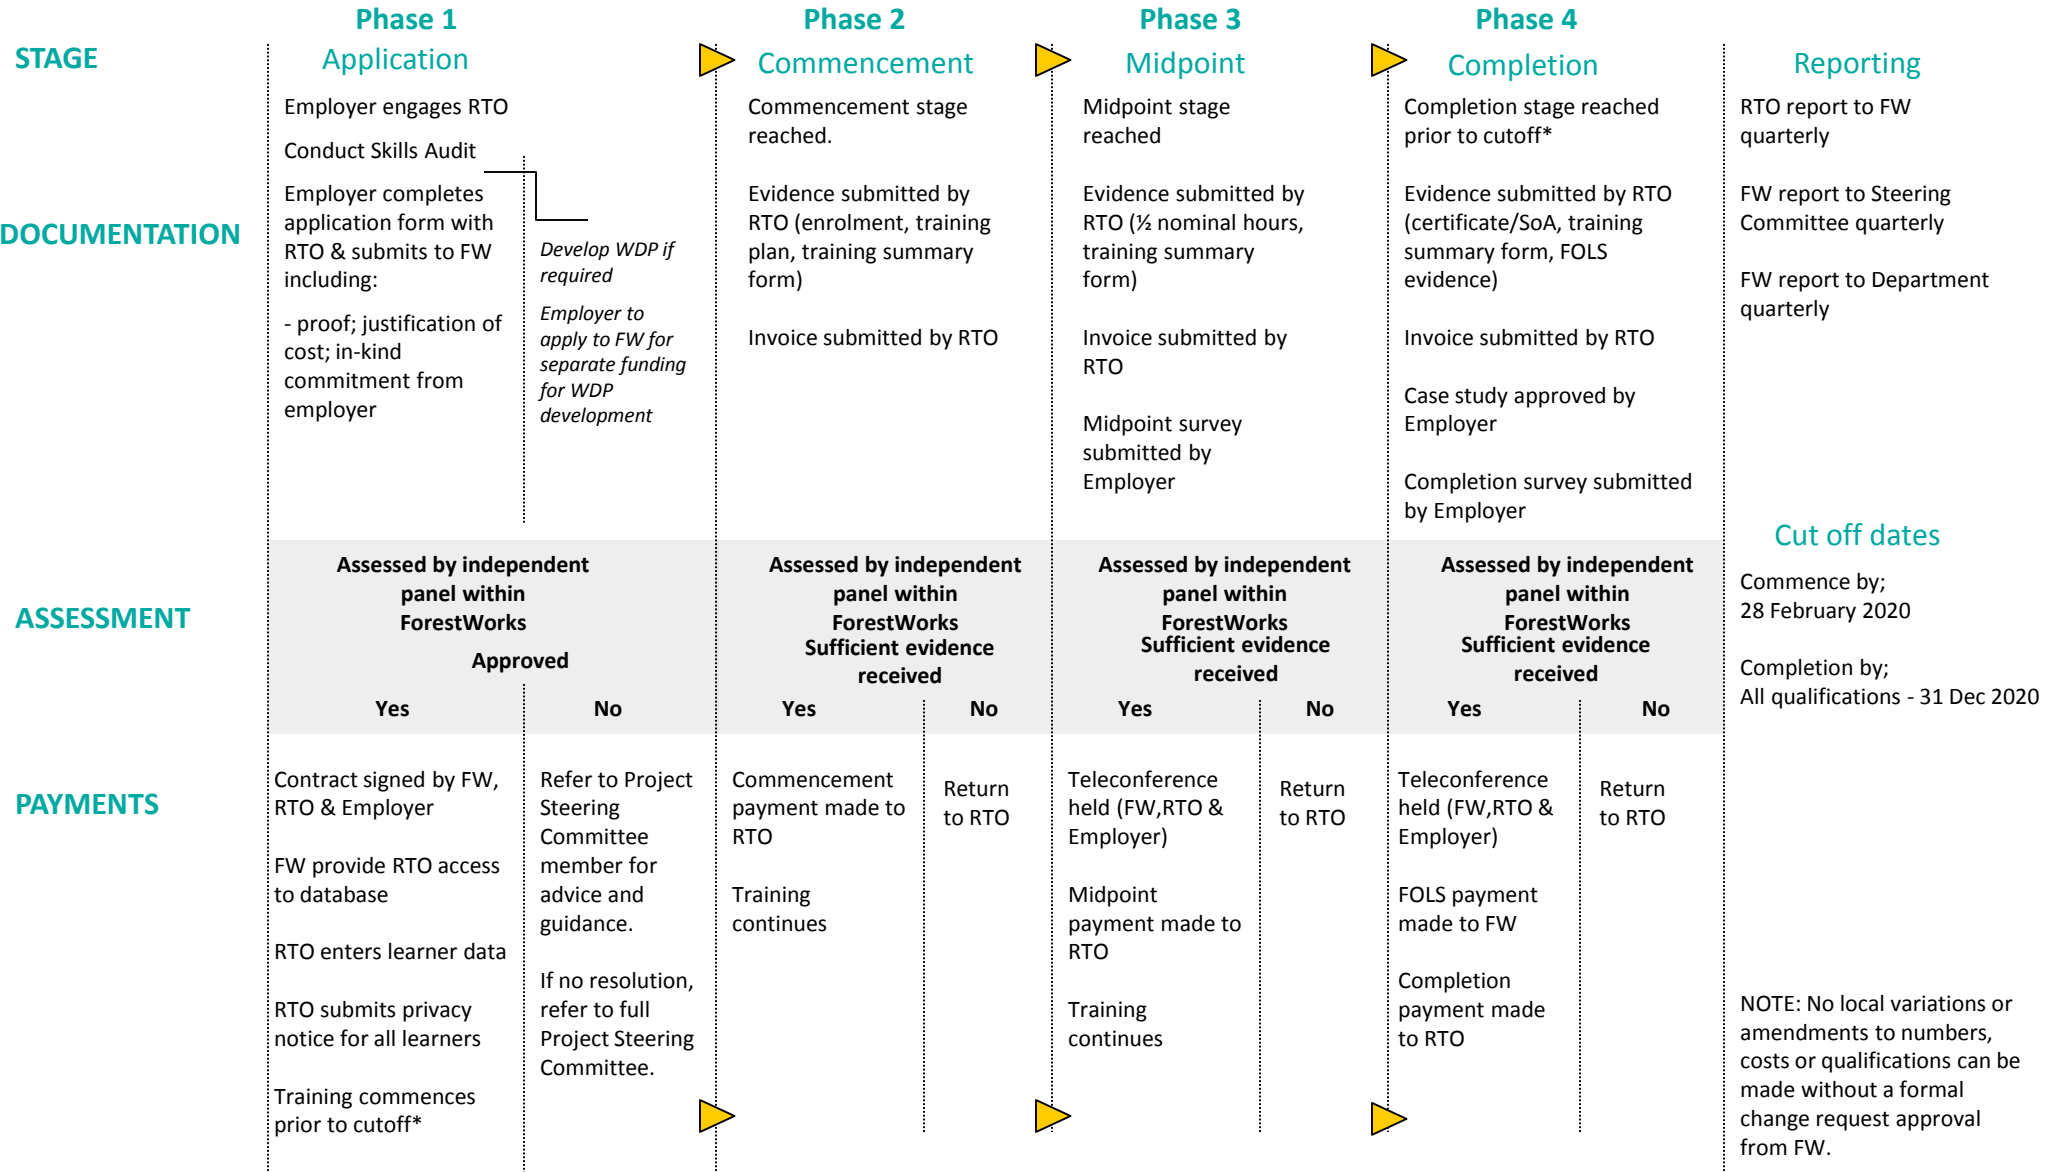 Phase 1
Phase 2
Phase 3
Phase 4
STAGE
Application
Commencement
Midpoint
Completion
Reporting
DOCUMENTATION
Employer engages RTO
Conduct Skills Audit
Employer completes
application form with
RTO & submits to FW
including:
- proof; justification of
cost; in-kind
commitment from
employer
Develop WDP if
required
Employer to
apply to FW for
separate funding
for WDP
development
Commencement stage
reached.
Evidence submitted by
RTO (enrolment, training
plan, training summary
form)
Invoice submitted by RTO
Midpoint stage
reached
Evidence submitted by
RTO (½ nominal hours,
training summary
form)
Invoice submitted by
RTO
Midpoint survey
submitted by
Employer
Completion stage reached
prior to cutoff*
Evidence submitted by RTO
(certificate/SoA, training
summary form, FOLS
evidence)
Invoice submitted by RTO
Case study approved by
Employer
Completion survey submitted
by Employer
RTO report to FW
quarterly
FW report to Steering
Committee quarterly
FW report to Department
quarterly
Cut off dates
Commence by;
28 February 2020
Completion by;
All qualifications - 31 Dec 2020
ASSESSMENT
Assessed by independent
panel within
ForestWorks
Approved
Yes
No
Assessed by independent
panel within
ForestWorks
Sufficient evidence
received
Yes
No
Assessed by independent
panel within
ForestWorks
Sufficient evidence
received
Yes
No
Assessed by independent
panel within
ForestWorks
Sufficient evidence
received
Yes
No
PAYMENTS
Contract signed by FW,
RTO & Employer
FW provide RTO access
to database
RTO enters learner data
RTO submits privacy
notice for all learners
Training commences
prior to cutoff*
Refer to Project
Steering
Committee
member for
advice and
guidance.
If no resolution,
refer to full
Project Steering
Committee.
Commencement
payment made to
RTO
Training
continues
Return
to RTO
Teleconference
held (FW,RTO &
Employer)
Midpoint
payment made to
RTO
Training
continues
Return
to RTO
Teleconference
held (FW,RTO &
Employer)
FOLS payment
made to FW
Completion
payment made
to RTO
Return
to RTO
NOTE: No local variations or
amendments to numbers,
costs or qualifications can be
made without a formal
change request approval
from FW.